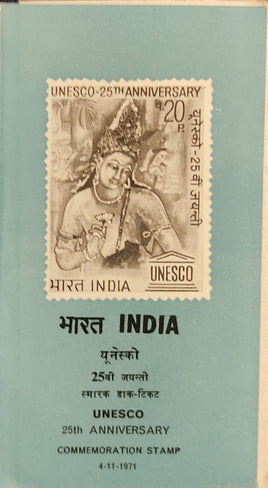 UNESCO-25TH ANNIVERSARY
पै.20
P.
यूनेस्को-25वीं जयन्ती
UNESCO
भारत INDIA
भारत INDIA
यूनेस्को
25वी जयन्ती
स्मारक डाक-टिकट
UNESCO
25th ANNIVERSARY
COMMEMORATION STAMP
4-11-1971